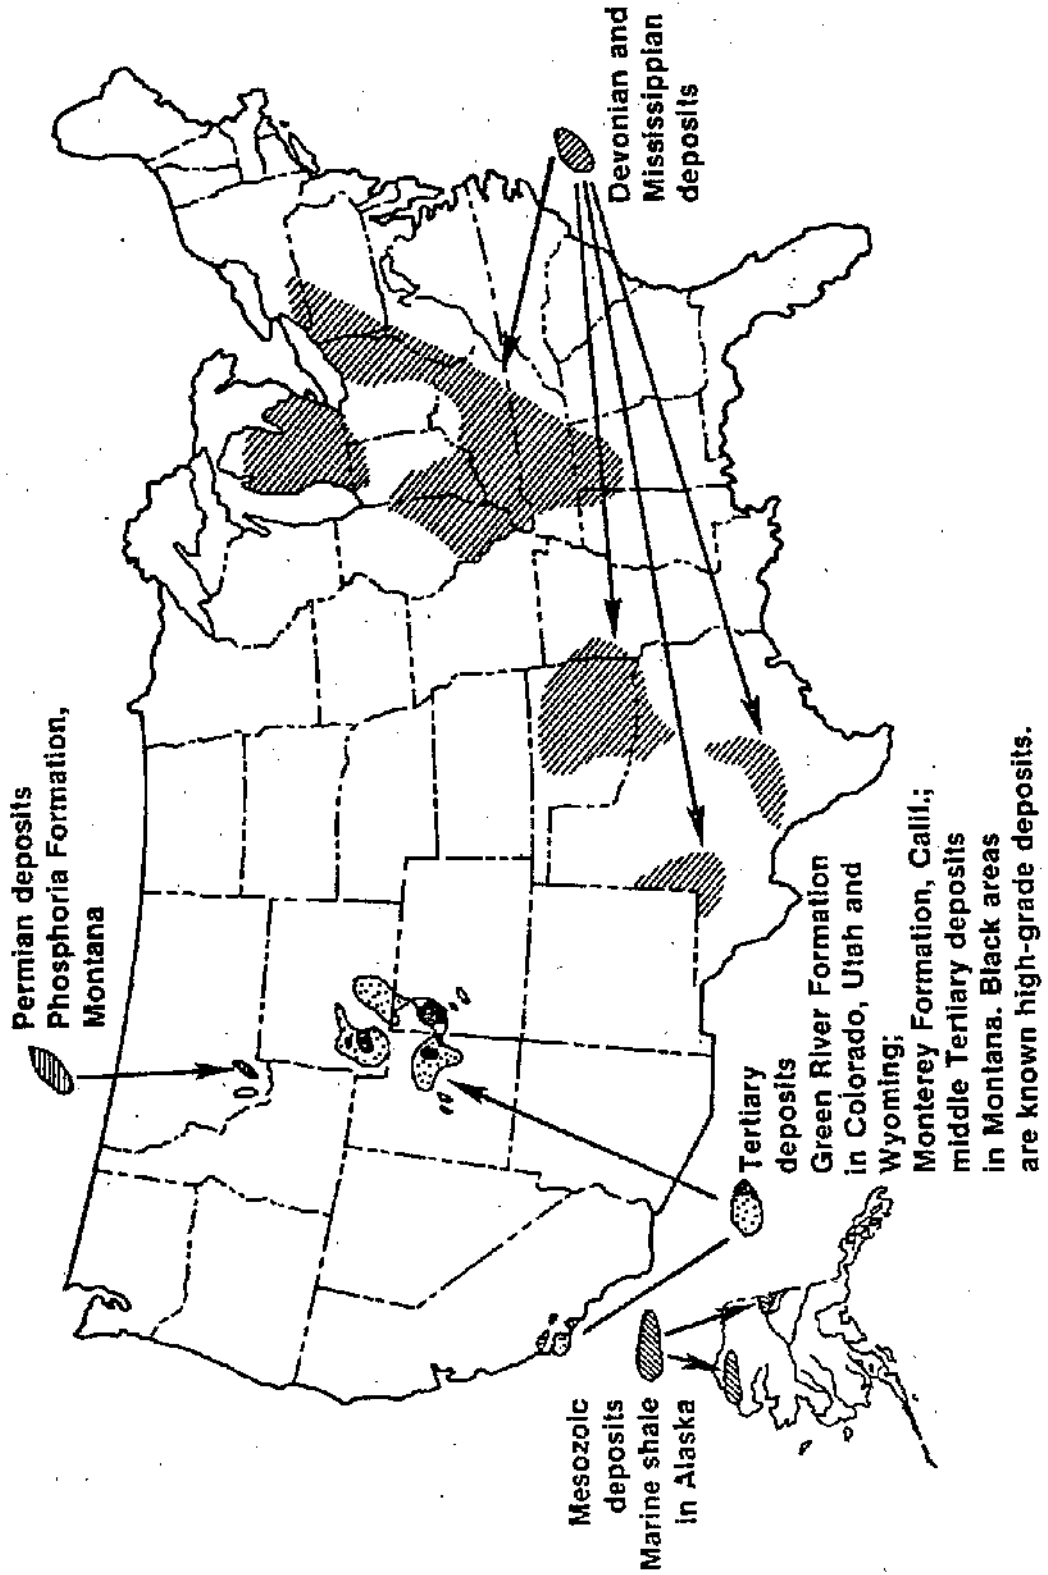 Permian deposits
Phosphoria Formation,
Montana
Devonian and
Mississippian
deposits
Tertiary
deposits
Green River Formation
in Colorado, Utah and
Wyoming;
Monterey Formation, Calif.;
middle Tertiary deposits
in Montana. Black areas
are known high-grade deposits.
Mesozoic
deposits
Marine shale
in Alaska